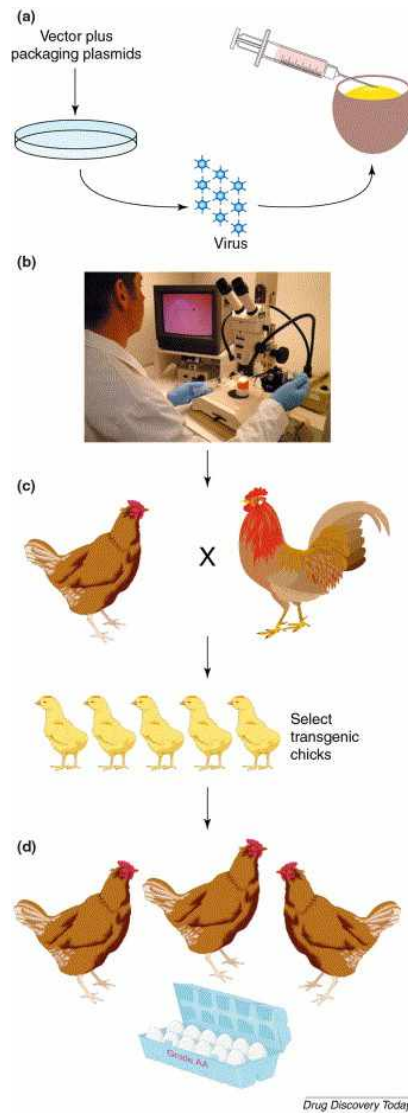 (a)
Vector plus
packaging plasmids
Virus
(b)
(c)
X
Select
transgenic
chicks
(d)
Grade AA
Drug Discovery Today